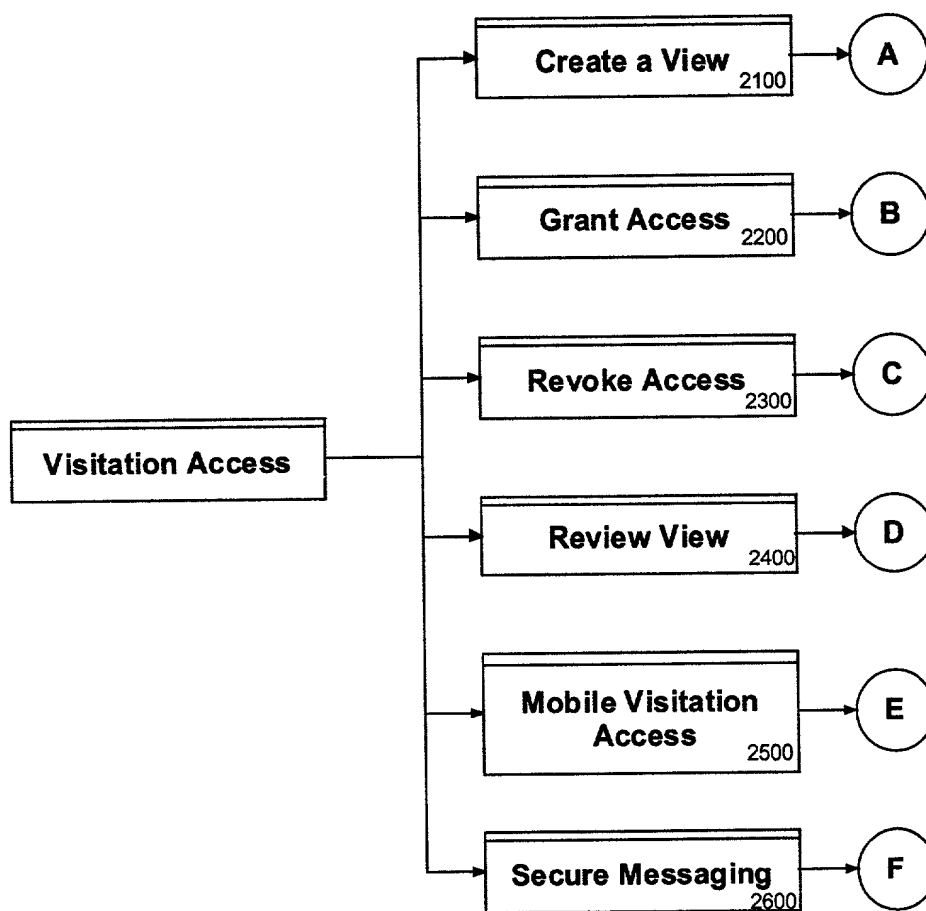 Create a View
2100
A
Grant Access
2200
B
Revoke Access
2300
C
Visitation Access
Review View
2400
D
Mobile Visitation
Access
2500
E
Secure Messaging
2600
F